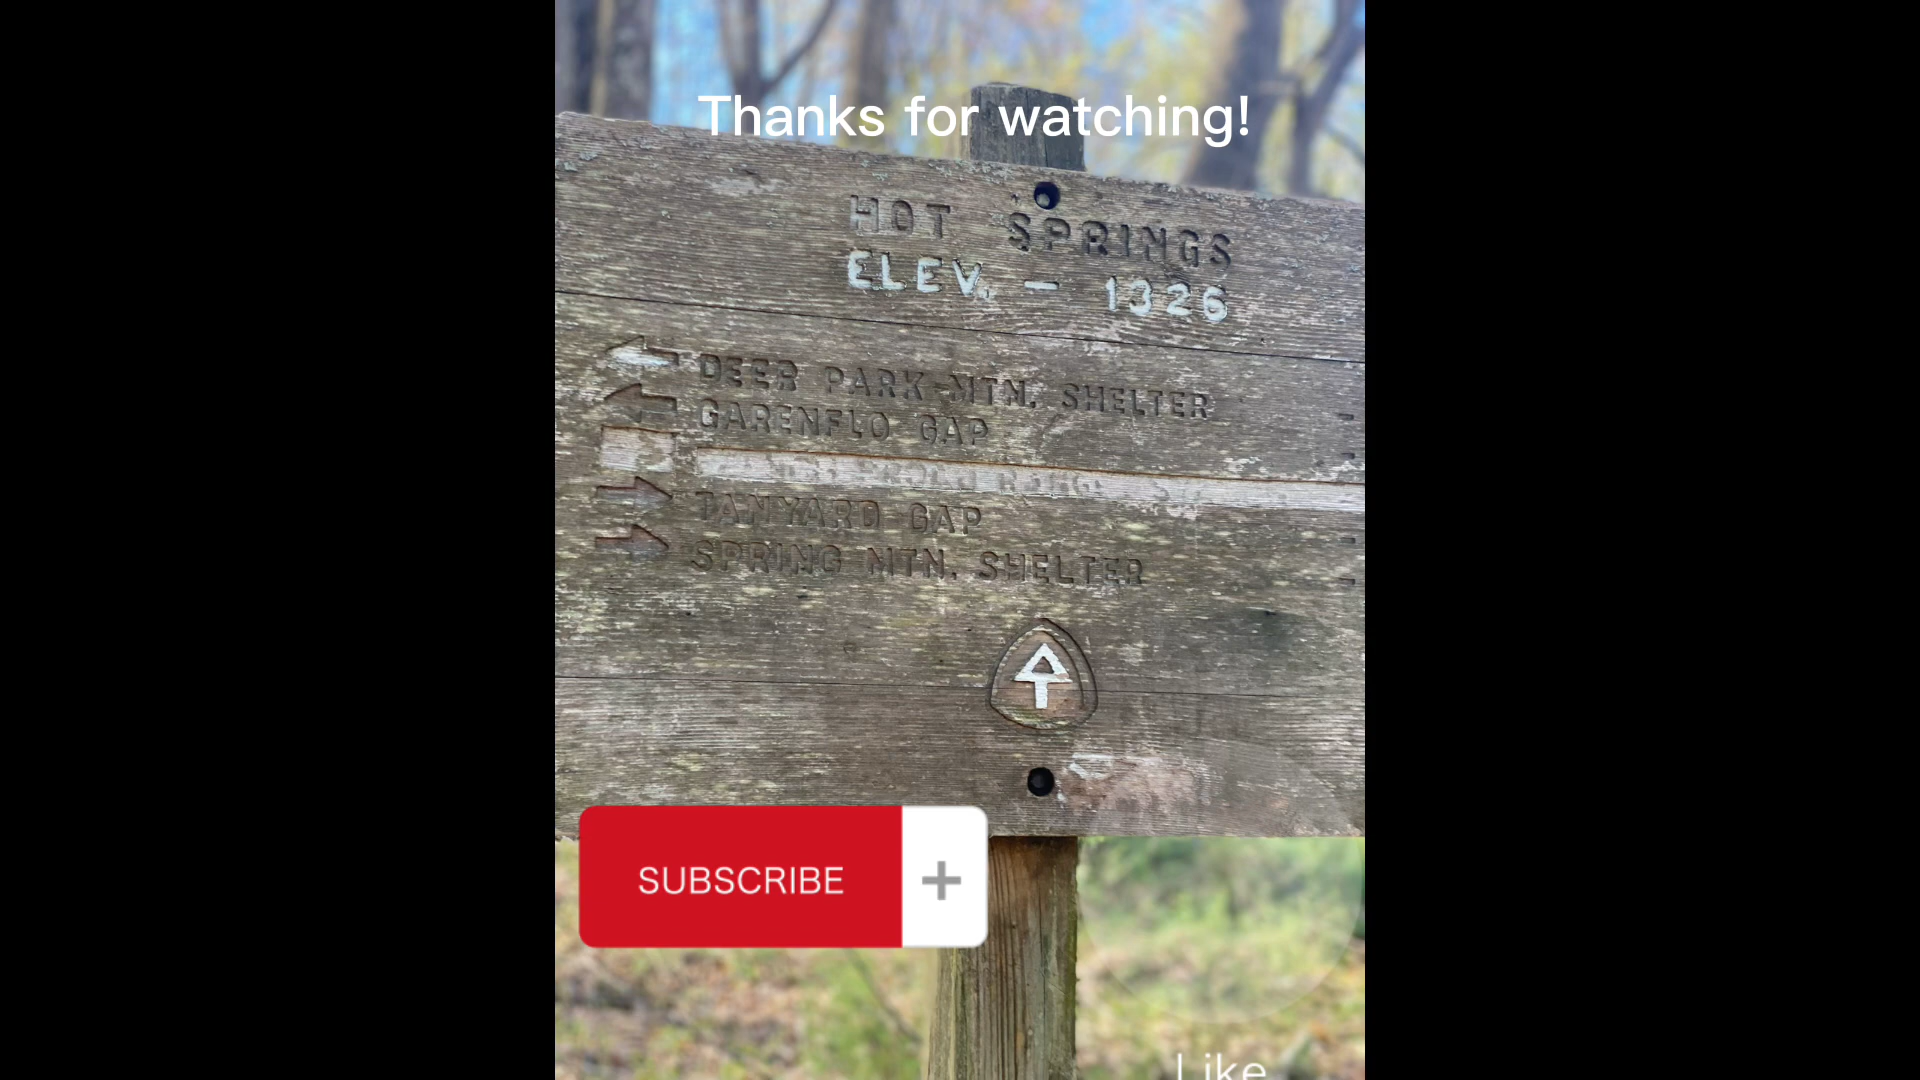 Thanks for watching!
HOT SPRINGS
ELEV. - 1326
DEER PARK MTN. SHELTER
GARENFLO GAP
TANYARD GAP
SPRING MTN. SHELTER
SUBSCRIBE +
Like